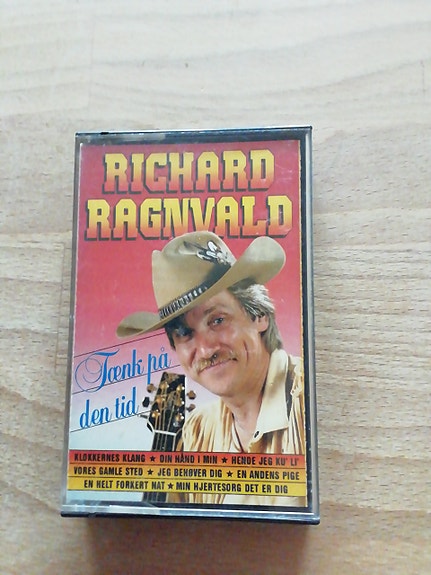 RICHARD
RAGNVALD
Tænk på
den tid
KLOKKERNES KLANG ★ DIN HÅND I MIN ★ HENDE JEG KU' LI'
VORES GAMLE STED ★ JEG BEHØVER DIG ★ EN ANDENS PIGE
EN HELT FORKERT NAT ★ MIN HJERTESORG DET ER DIG